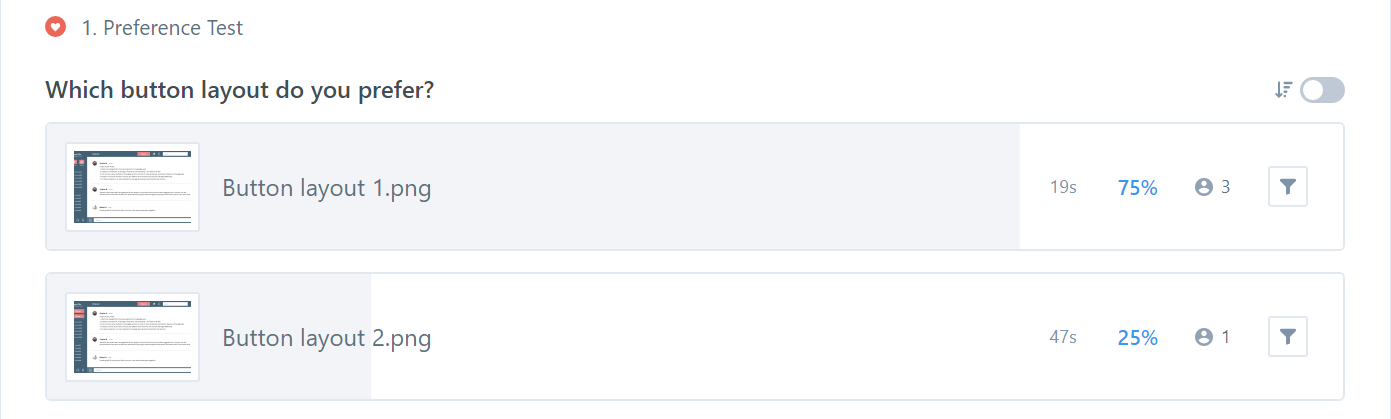 1. Preference Test
Which button layout do you prefer?
Button layout 1.png 19s 75% 3
Button layout 2.png 47s 25% 1